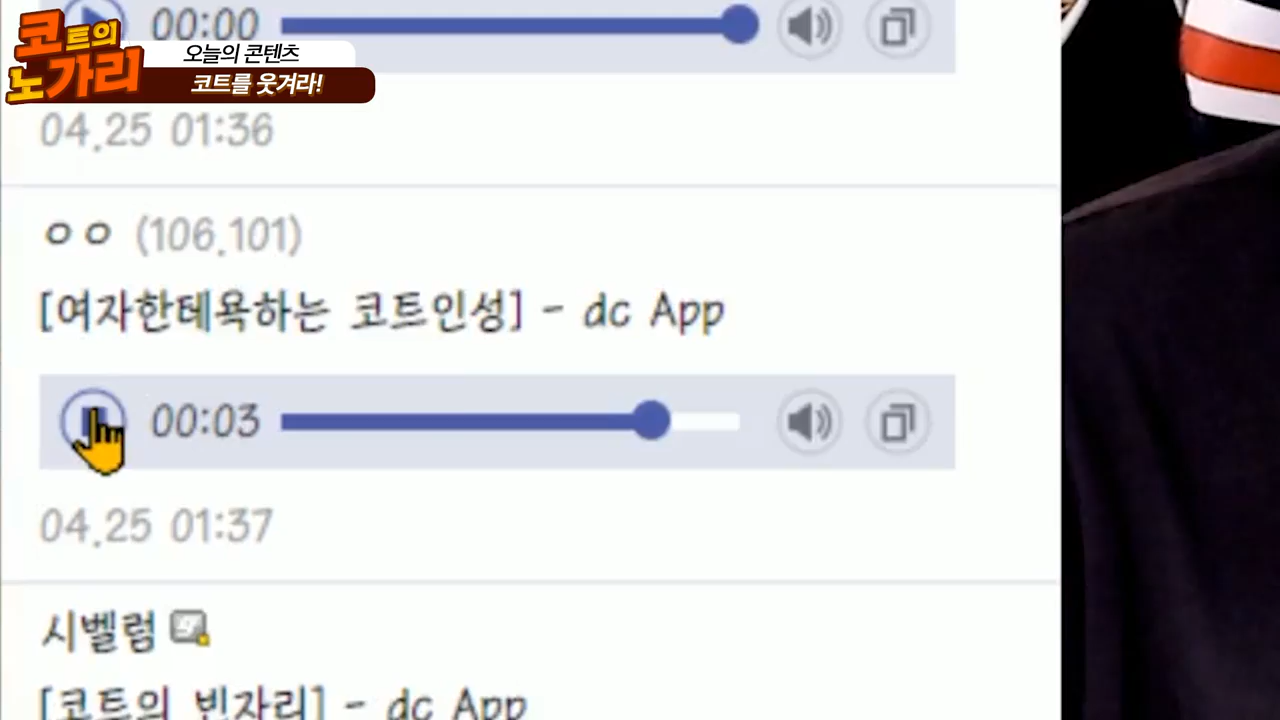 00:00
코트의
노가리
오늘의 콘텐츠
코트를 웃겨라!
04.25 01:36
ㅇㅇ (106.101)
[여자한테욕하는 코트인성] - dc App
00:03
04.25 01:37
시벨럼
[코트의 빈자리] - dc App